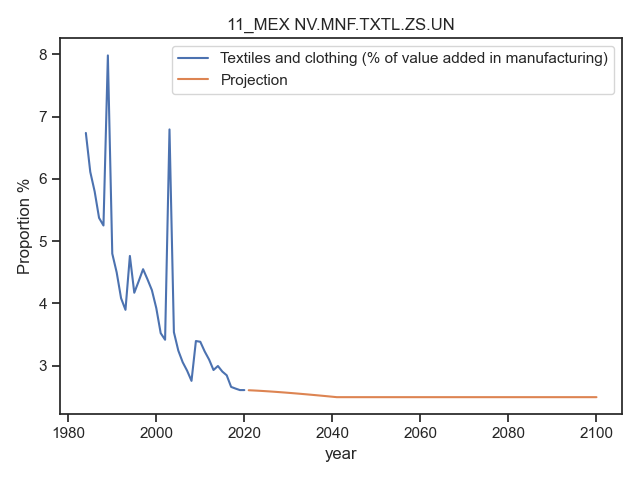 11_MEX NV.MNF.TXTL.ZS.UN
Textiles and clothing (% of value added in manufacturing)
Projection
Proportion %
8
7
6
5
4
3
1980
2000
2020
2040
2060
2080
2100
year